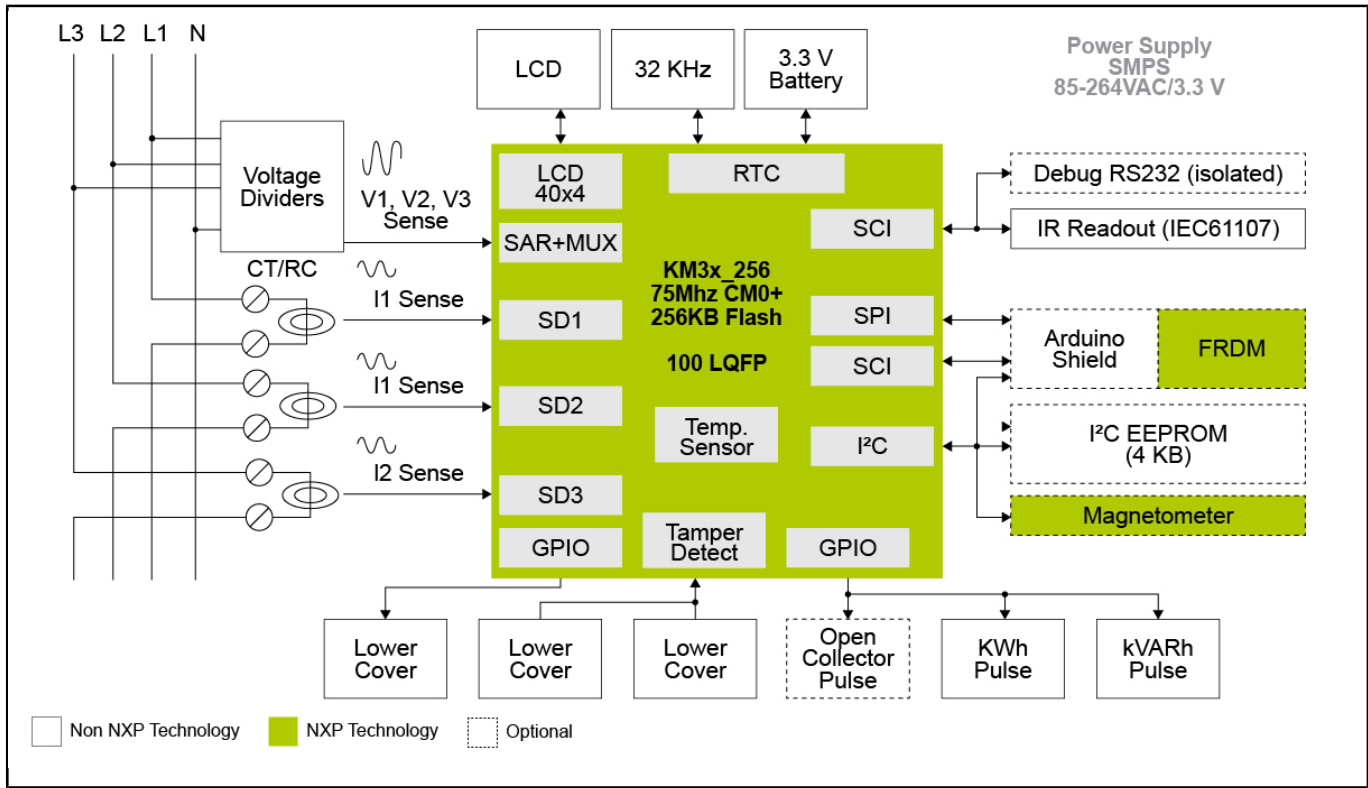 L3 L2 L1 N
LCD
32 KHz
3.3 V
Battery
Power Supply
SMPS
85-264VAC/3.3 V
Voltage
Dividers
V1, V2, V3
Sense
CT/RC
I1 Sense
I1 Sense
I2 Sense
LCD
40x4
RTC
SAR+MUX
SCI
KM3x_256
75Mhz CM0+
256KB Flash
100 LQFP
SD1
SPI
SCI
SD2
Temp.
Sensor
I²C
SD3
GPIO
Tamper
Detect
GPIO
Debug RS232 (isolated)
IR Readout (IEC61107)
Arduino
Shield
FRDM
I²C EEPROM
(4 KB)
Magnetometer
Lower
Cover
Lower
Cover
Lower
Cover
Open
Collector
Pulse
KWh
Pulse
kVARh
Pulse
Non NXP Technology
NXP Technology
Optional